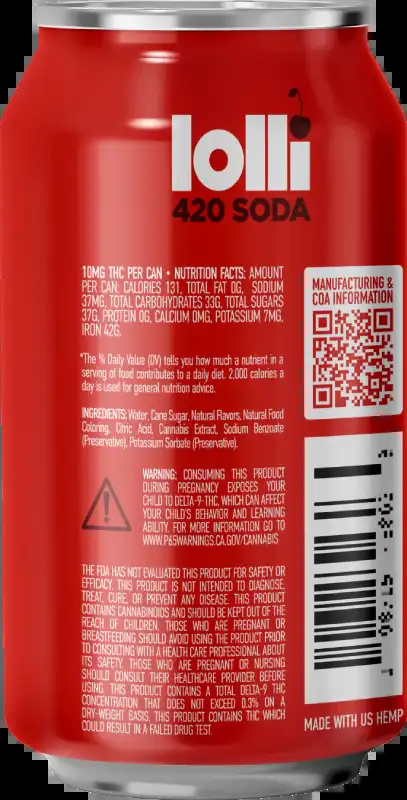 lolli
420 SODA
10MG THC PER CAN • NUTRITION FACTS: AMOUNT
PER CAN: CALORIES 131, TOTAL FAT 0G, SODIUM
37MG, TOTAL CARBOHYDRATES 33G, TOTAL SUGARS
37G, PROTEIN 0G, CALCIUM 0MG, POTASSIUM 7MG,
IRON 42G.
*The % Daily Value (DV) tells you how much a nutrient in a
serving of food contributes to a daily diet. 2,000 calories a
day is used for general nutrition advice.
INGREDIENTS: Water, Cane Sugar, Natural Flavors, Natural Food
Coloring, Citric Acid, Cannabis Extract, Sodium Benzoate
(Preservative), Potassium Sorbate (Preservative).
WARNING: CONSUMING THIS PRODUCT
DURING PREGNANCY EXPOSES YOUR
CHILD TO DELTA-9-THC, WHICH CAN AFFECT
YOUR CHILD'S BEHAVIOR AND LEARNING
ABILITY. FOR MORE INFORMATION GO TO
WWW.P65WARNINGS.CA.GOV/CANNABIS
THE FDA HAS NOT EVALUATED THIS PRODUCT FOR SAFETY OR
EFFICACY. THIS PRODUCT IS NOT INTENDED TO DIAGNOSE,
TREAT, CURE, OR PREVENT ANY DISEASE. THIS PRODUCT
CONTAINS CANNABINOIDS AND SHOULD BE KEPT OUT OF THE
REACH OF CHILDREN. THOSE WHO ARE PREGNANT OR
BREASTFEEDING SHOULD AVOID USING THE PRODUCT PRIOR
TO CONSULTING WITH A HEALTH CARE PROFESSIONAL ABOUT
ITS SAFETY. THOSE WHO ARE PREGNANT OR NURSING
SHOULD CONSULT THEIR HEALTHCARE PROVIDER BEFORE
USING. THIS PRODUCT CONTAINS A TOTAL DELTA-9 THC
CONCENTRATION THAT DOES NOT EXCEED 0.3% ON A
DRY-WEIGHT BASIS. THIS PRODUCT CONTAINS THC WHICH
COULD RESULT IN A FAILED DRUG TEST.
MANUFACTURING &
COA INFORMATION
MADE WITH US HEMP